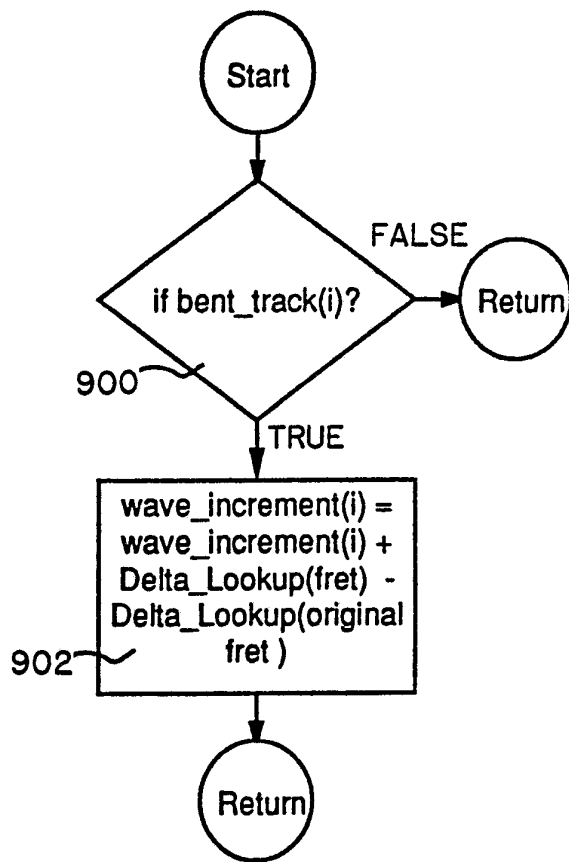 Start
FALSE
if bent_track(i)?
Return
900
TRUE
wave_increment(i) =
wave_increment(i) +
Delta_Lookup(fret) -
Delta_Lookup(original
fret )
902
Return